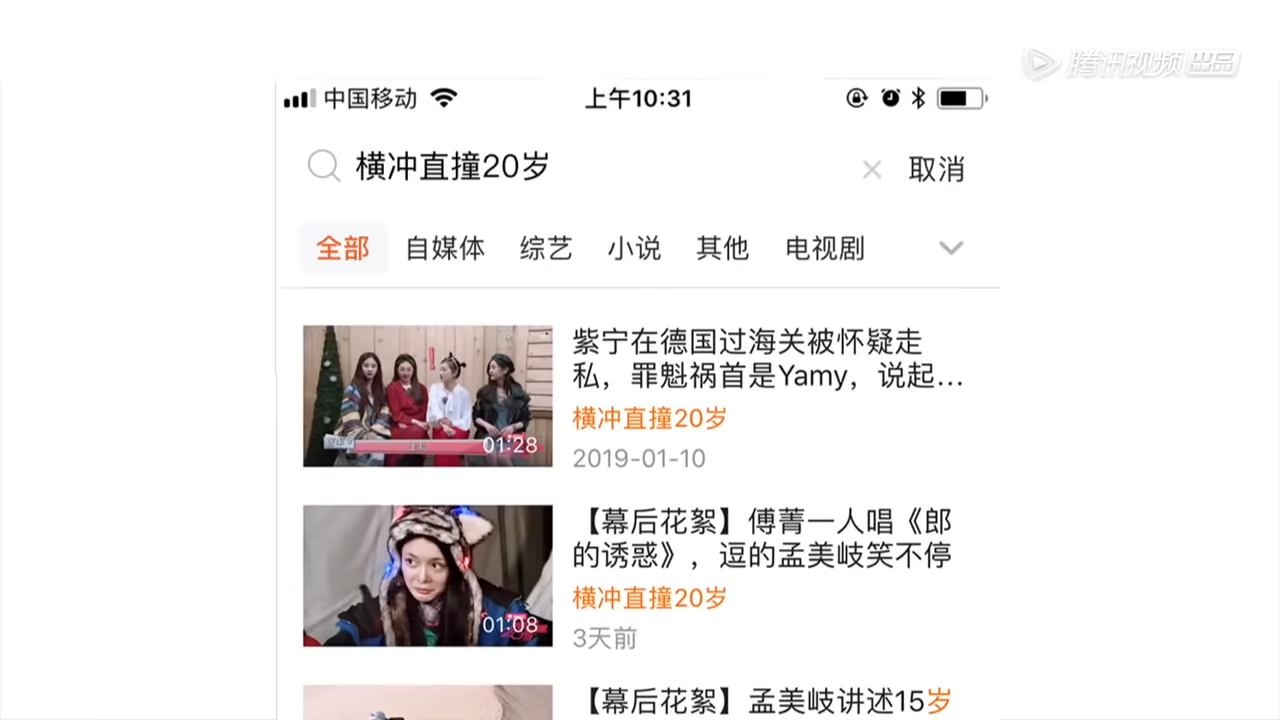 腾讯视频 出品
中国移动 上午10:31
横冲直撞20岁 取消
全部 自媒体 综艺 小说 其他 电视剧
紫宁在德国过海关被怀疑走
私，罪魁祸首是Yamy，说起...
横冲直撞20岁
01:28
2019-01-10
【幕后花絮】傅菁一人唱《郎
的诱惑》，逗的孟美岐笑不停
横冲直撞20岁
01:08
3天前
【幕后花絮】孟美岐讲述15岁